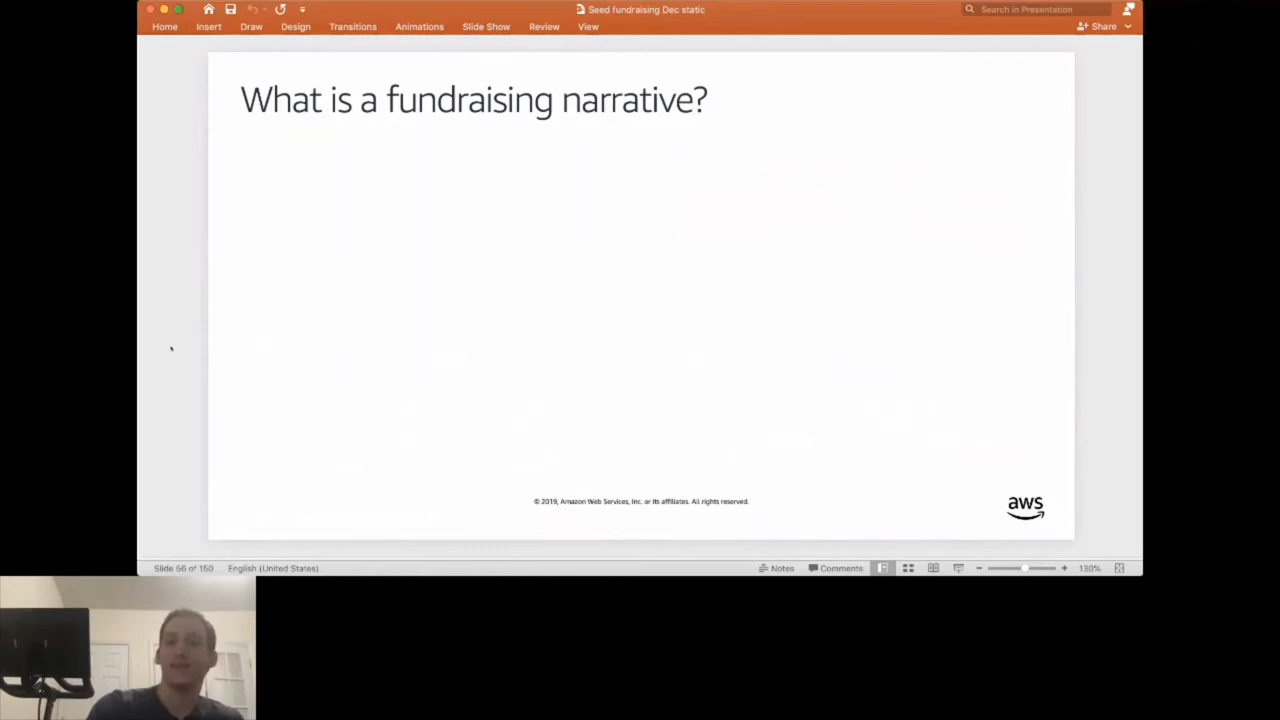 Seed fundraising Dec static
Search in Presentation
Home Insert Draw Design Transitions Animations Slide Show Review View Share
What is a fundraising narrative?
© 2019, Amazon Web Services, Inc. or its affiliates. All rights reserved.
aws
Slide 56 of 150 English (United States) Notes Comments 130%